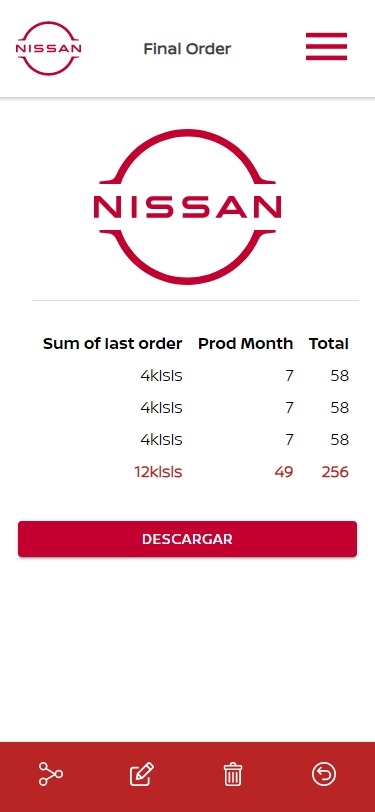 NISSAN
Final Order
NISSAN
Sum of last order Prod Month Total
4klsls 7 58
4klsls 7 58
4klsls 7 58
12klsls 49 256
DESCARGAR